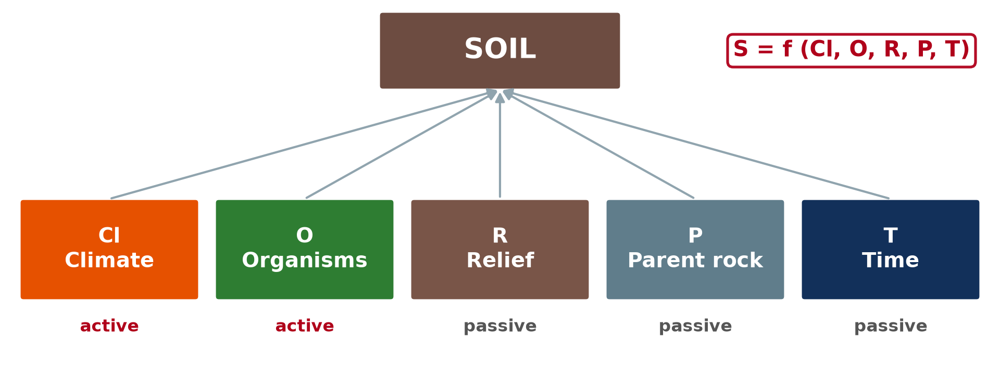 SOIL
S = f (Cl, O, R, P, T)
Cl
Climate
O
Organisms
R
Relief
P
Parent rock
T
Time
active
active
passive
passive
passive